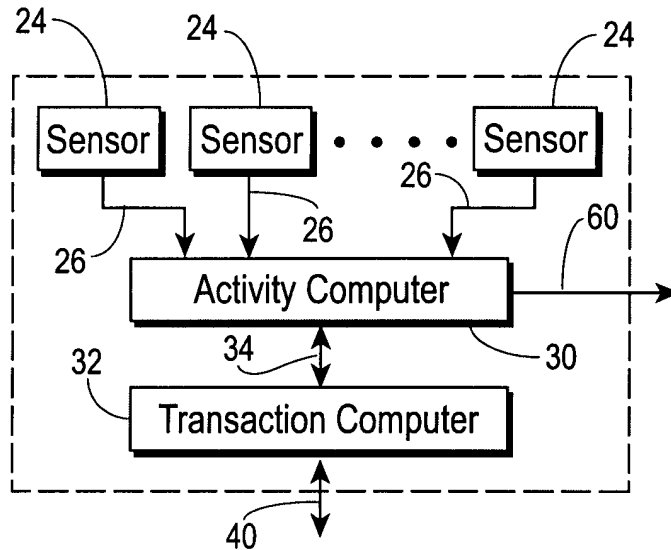 24 24 24
Sensor Sensor Sensor
26 26 26
60
Activity Computer
34 30
32
Transaction Computer
40